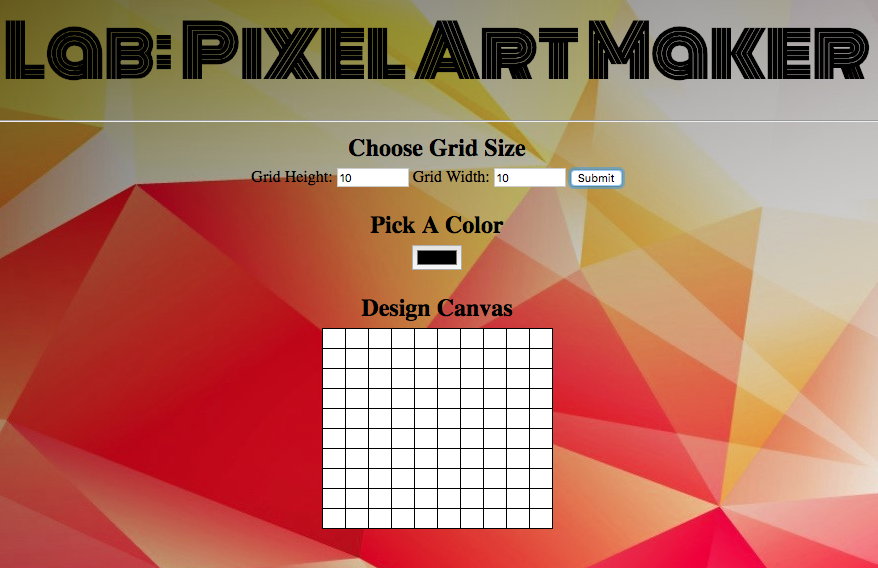 Lab: Pixel Art Maker
Choose Grid Size
Grid Height: 10 Grid Width: 10 Submit
Pick A Color
Design Canvas